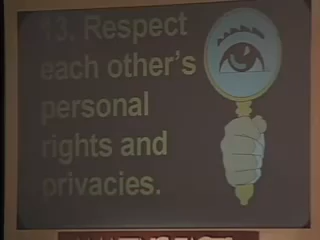 13. Respect
each other's
personal
rights and
privacies.